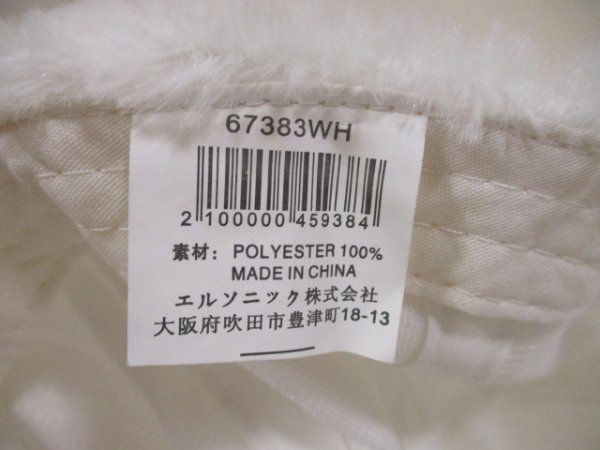 67383WH
2 100000 459384
素材: POLYESTER 100%
MADE IN CHINA
エルソニック株式会社
大阪府吹田市豊津町18-13